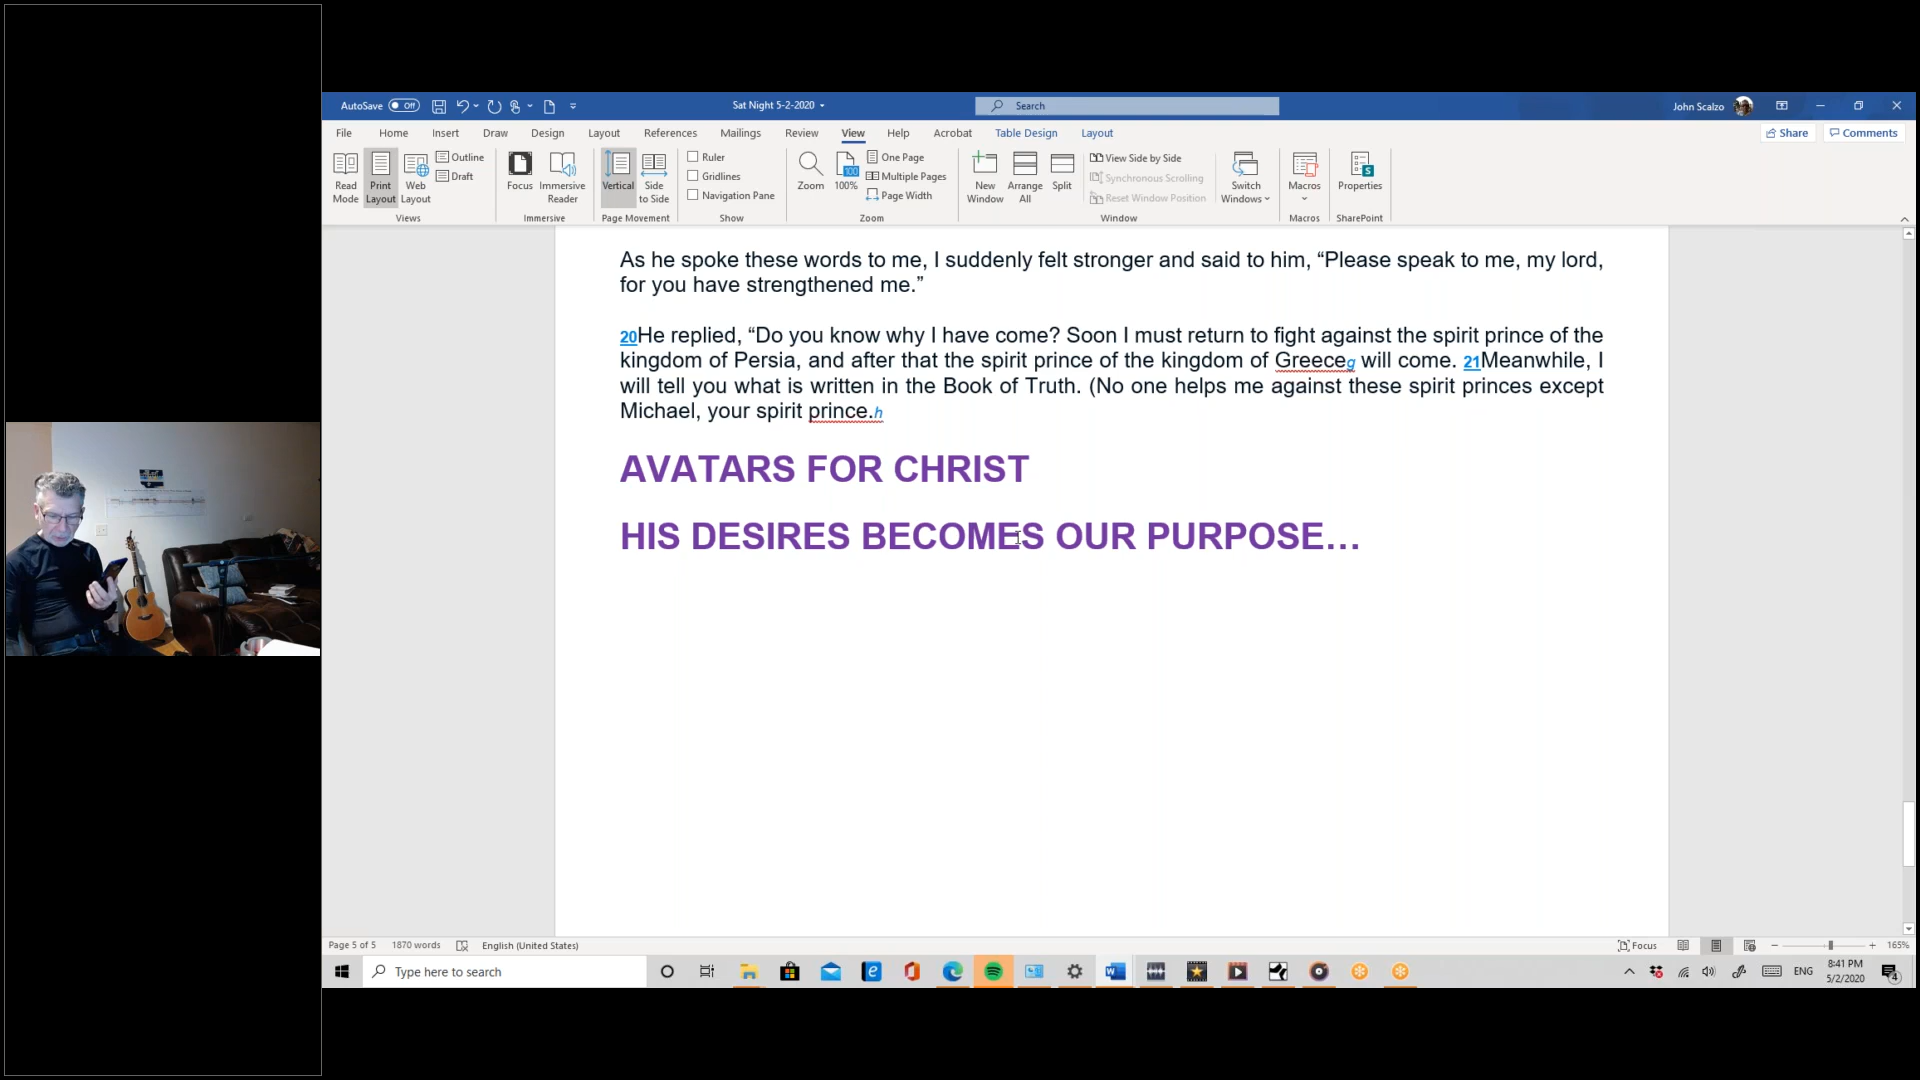 AutoSave Off Sat Night 5-2-2020 Search John Scalzo
File Home Insert Draw Design Layout References Mailings Review View Help Acrobat Table Design Layout Share Comments
Read Mode
Print Layout
Web Layout
Outline
Draft
Views
Focus
Immersive Reader
Immersive
Vertical
Side to Side
Page Movement
Ruler
Gridlines
Navigation Pane
Show
Zoom
100
100%
One Page
Multiple Pages
Page Width
Zoom
New Window
Arrange All
Split
View Side by Side
Synchronous Scrolling
Reset Window Position
Switch Windows
Window
Macros
Macros
Properties
SharePoint
As he spoke these words to me, I suddenly felt stronger and said to him, “Please speak to me, my lord,
for you have strengthened me.”
20He replied, “Do you know why I have come? Soon I must return to fight against the spirit prince of the
kingdom of Persia, and after that the spirit prince of the kingdom of Greeceg will come. 21Meanwhile, I
will tell you what is written in the Book of Truth. (No one helps me against these spirit princes except
Michael, your spirit prince.h
AVATARS FOR CHRIST
HIS DESIRES BECOMES OUR PURPOSE…
Page 5 of 5 1870 words English (United States) Focus 165%
Type here to search ENG 8:41 PM
5/2/2020
4